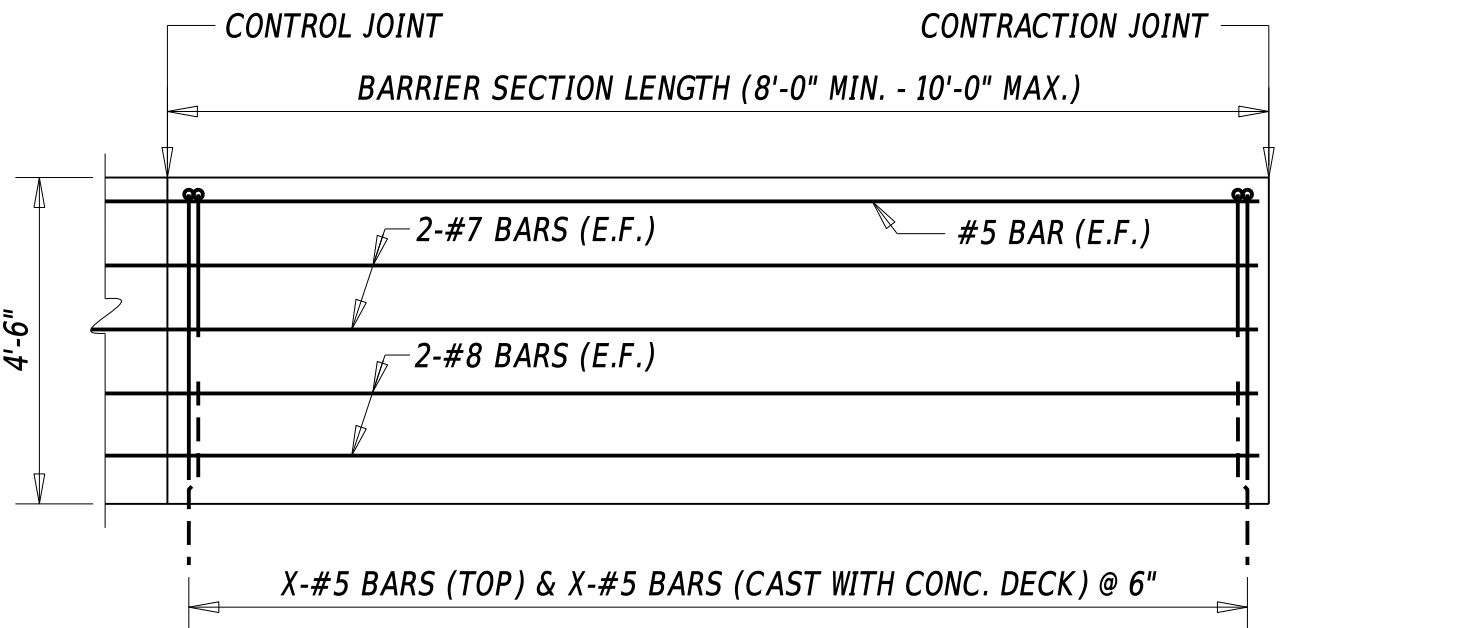 CONTROL JOINT
CONTRACTION JOINT
BARRIER SECTION LENGTH (8'-0" MIN. - 10'-0" MAX.)
2-#7 BARS (E.F.)
#5 BAR (E.F.)
4'-6"
2-#8 BARS (E.F.)
X-#5 BARS (TOP) & X-#5 BARS (CAST WITH CONC. DECK) @ 6"